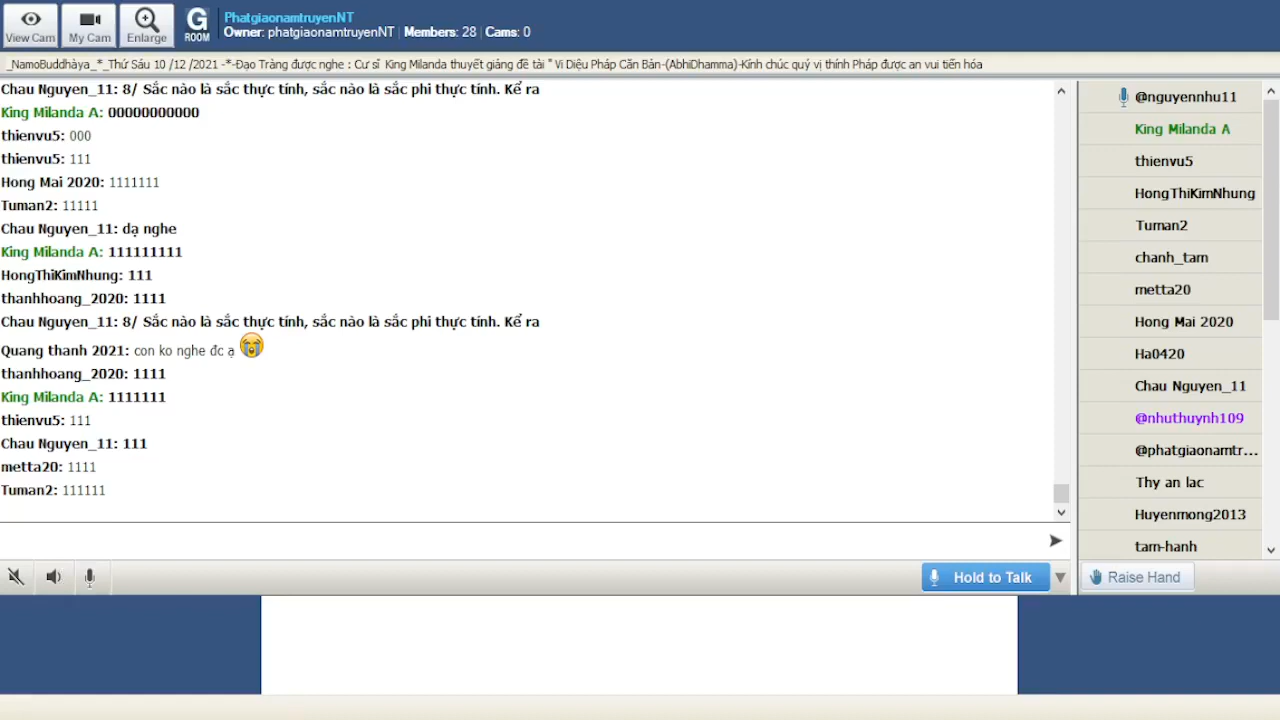 View Cam
My Cam
Enlarge
G
ROOM
PhatgiaonamtruyenNT
Owner: phatgiaonamtruyenNT | Members: 28 | Cams: 0
_NamoBuddhàya_*_Thứ Sáu 10 /12 /2021 -*-Đạo Tràng được nghe : Cư sĩ King Milanda thuyết giảng đề tài " Vi Diệu Pháp Căn Bản-(AbhiDhamma)-Kính chúc quý vị thính Pháp được an vui tiến hóa
Chau Nguyen_11: 8/ Sắc nào là sắc thực tính, sắc nào là sắc phi thực tính. Kể ra
King Milanda A: 00000000000
thienvu5: 000
thienvu5: 111
Hong Mai 2020: 1111111
Tuman2: 11111
Chau Nguyen_11: dạ nghe
King Milanda A: 111111111
HongThiKimNhung: 111
thanhhoang_2020: 1111
Chau Nguyen_11: 8/ Sắc nào là sắc thực tính, sắc nào là sắc phi thực tính. Kể ra
Quang thanh 2021: con ko nghe đc ạ
thanhhoang_2020: 1111
King Milanda A: 1111111
thienvu5: 111
Chau Nguyen_11: 111
metta20: 1111
Tuman2: 111111
@nguyennhu11
King Milanda A
thienvu5
HongThiKimNhung
Tuman2
chanh_tam
metta20
Hong Mai 2020
Ha0420
Chau Nguyen_11
@nhuthuynh109
@phatgiaonamtr...
Thy an lac
Huyenmong2013
tam-hanh
Hold to Talk
Raise Hand